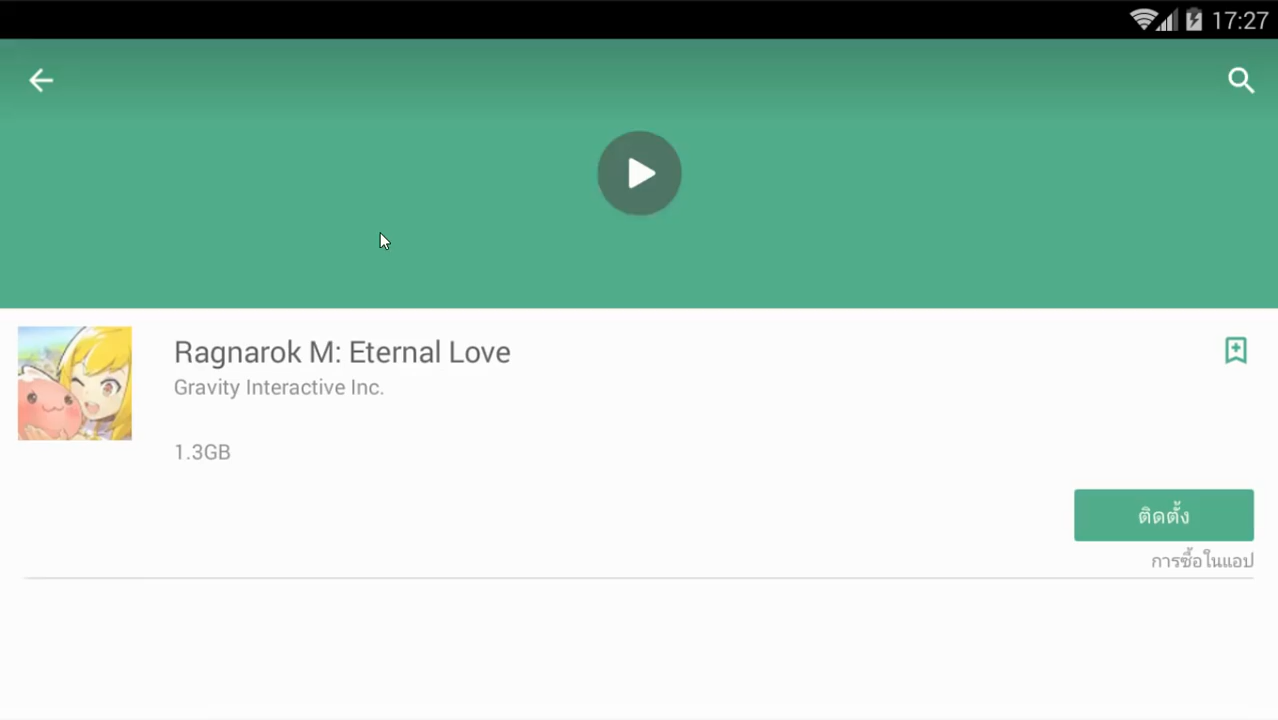 17:27
Ragnarok M: Eternal Love
Gravity Interactive Inc.
1.3GB
ติดตั้ง
การซื้อในแอป